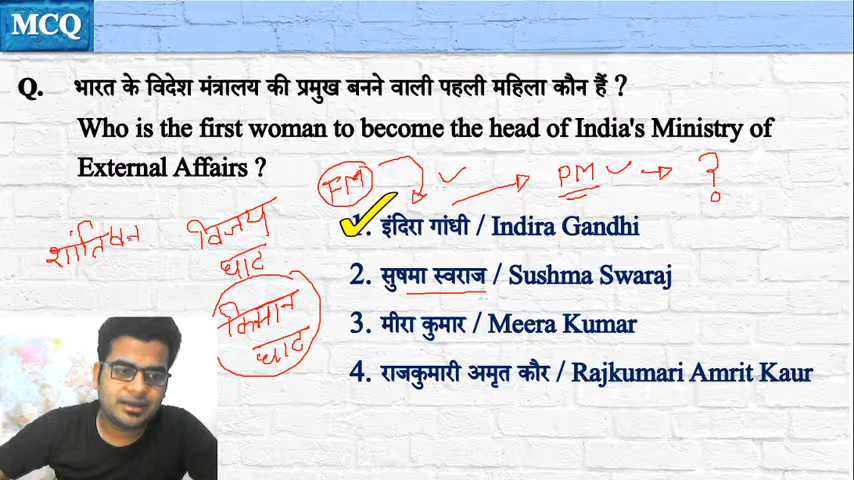 MCQ
Q. भारत के विदेश मंत्रालय की प्रमुख बनने वाली पहली महिला कौन हैं ?
Who is the first woman to become the head of India's Ministry of
External Affairs ?
FM PM ?
शांतिवन विजय
घाट
किसान
घाट
1. इंदिरा गांधी / Indira Gandhi
2. सुषमा स्वराज / Sushma Swaraj
3. मीरा कुमार / Meera Kumar
4. राजकुमारी अमृत कौर / Rajkumari Amrit Kaur